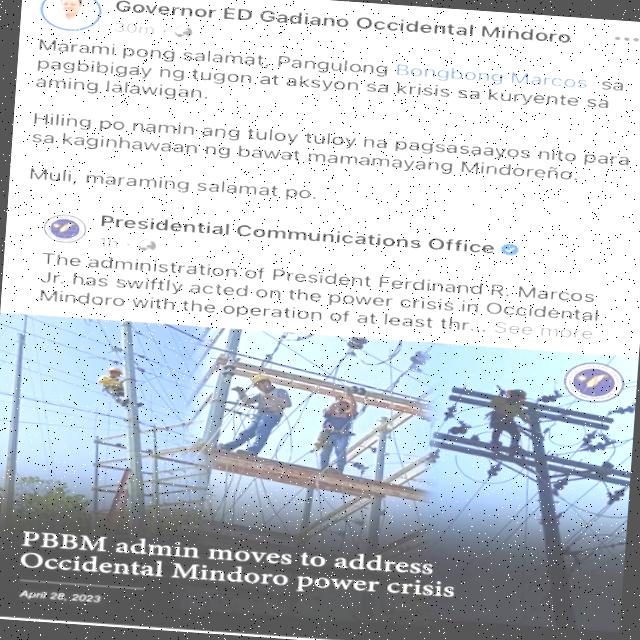 Governor ED Gadiano Occidental Mindoro
30m
Marami pong salamat, Pangulong Bongbong Marcos sa
pagbibigay ng tugon at aksyon sa krisis sa kuryente sa
aming lalawigan.
Hiling po namin ang tuloy tuloy na pagsasaayos nito para
sa kaginhawaan ng bawat mamamayang Mindoreño.
Muli, maraming salamat po.
Presidential Communications Office
The administration of President Ferdinand R. Marcos
Jr. has swiftly acted on the power crisis in Occidental
Mindoro with the operation of at least thr... See more
PBBM admin moves to address
Occidental Mindoro power crisis
April 28, 2023